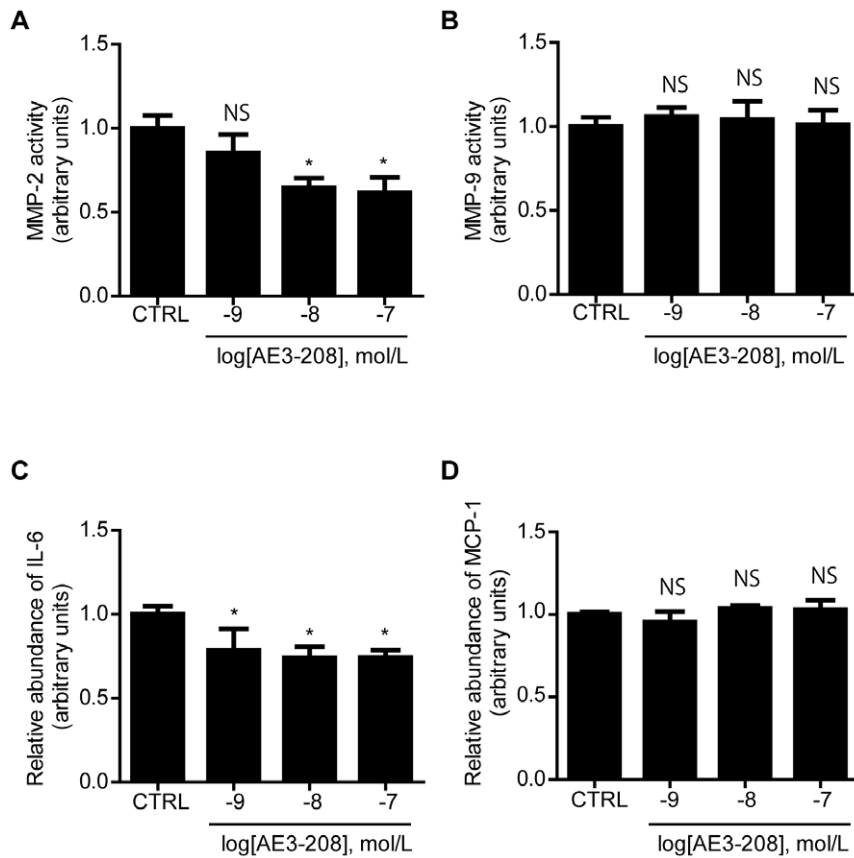 A
MMP-2 activity
(arbitrary units)
1.5
1.0
0.5
0.0
NS
*
*
CTRL
-9
-8
-7
log[AE3-208], mol/L
B
MMP-9 activity
(arbitrary units)
1.5
1.0
0.5
0.0
NS
NS
NS
CTRL
-9
-8
-7
log[AE3-208], mol/L
C
Relative abundance of IL-6
(arbitrary units)
1.5
1.0
0.5
0.0
*
*
*
CTRL
-9
-8
-7
log[AE3-208], mol/L
D
Relative abundance of MCP-1
(arbitrary units)
1.5
1.0
0.5
0.0
NS
NS
NS
CTRL
-9
-8
-7
log[AE3-208], mol/L